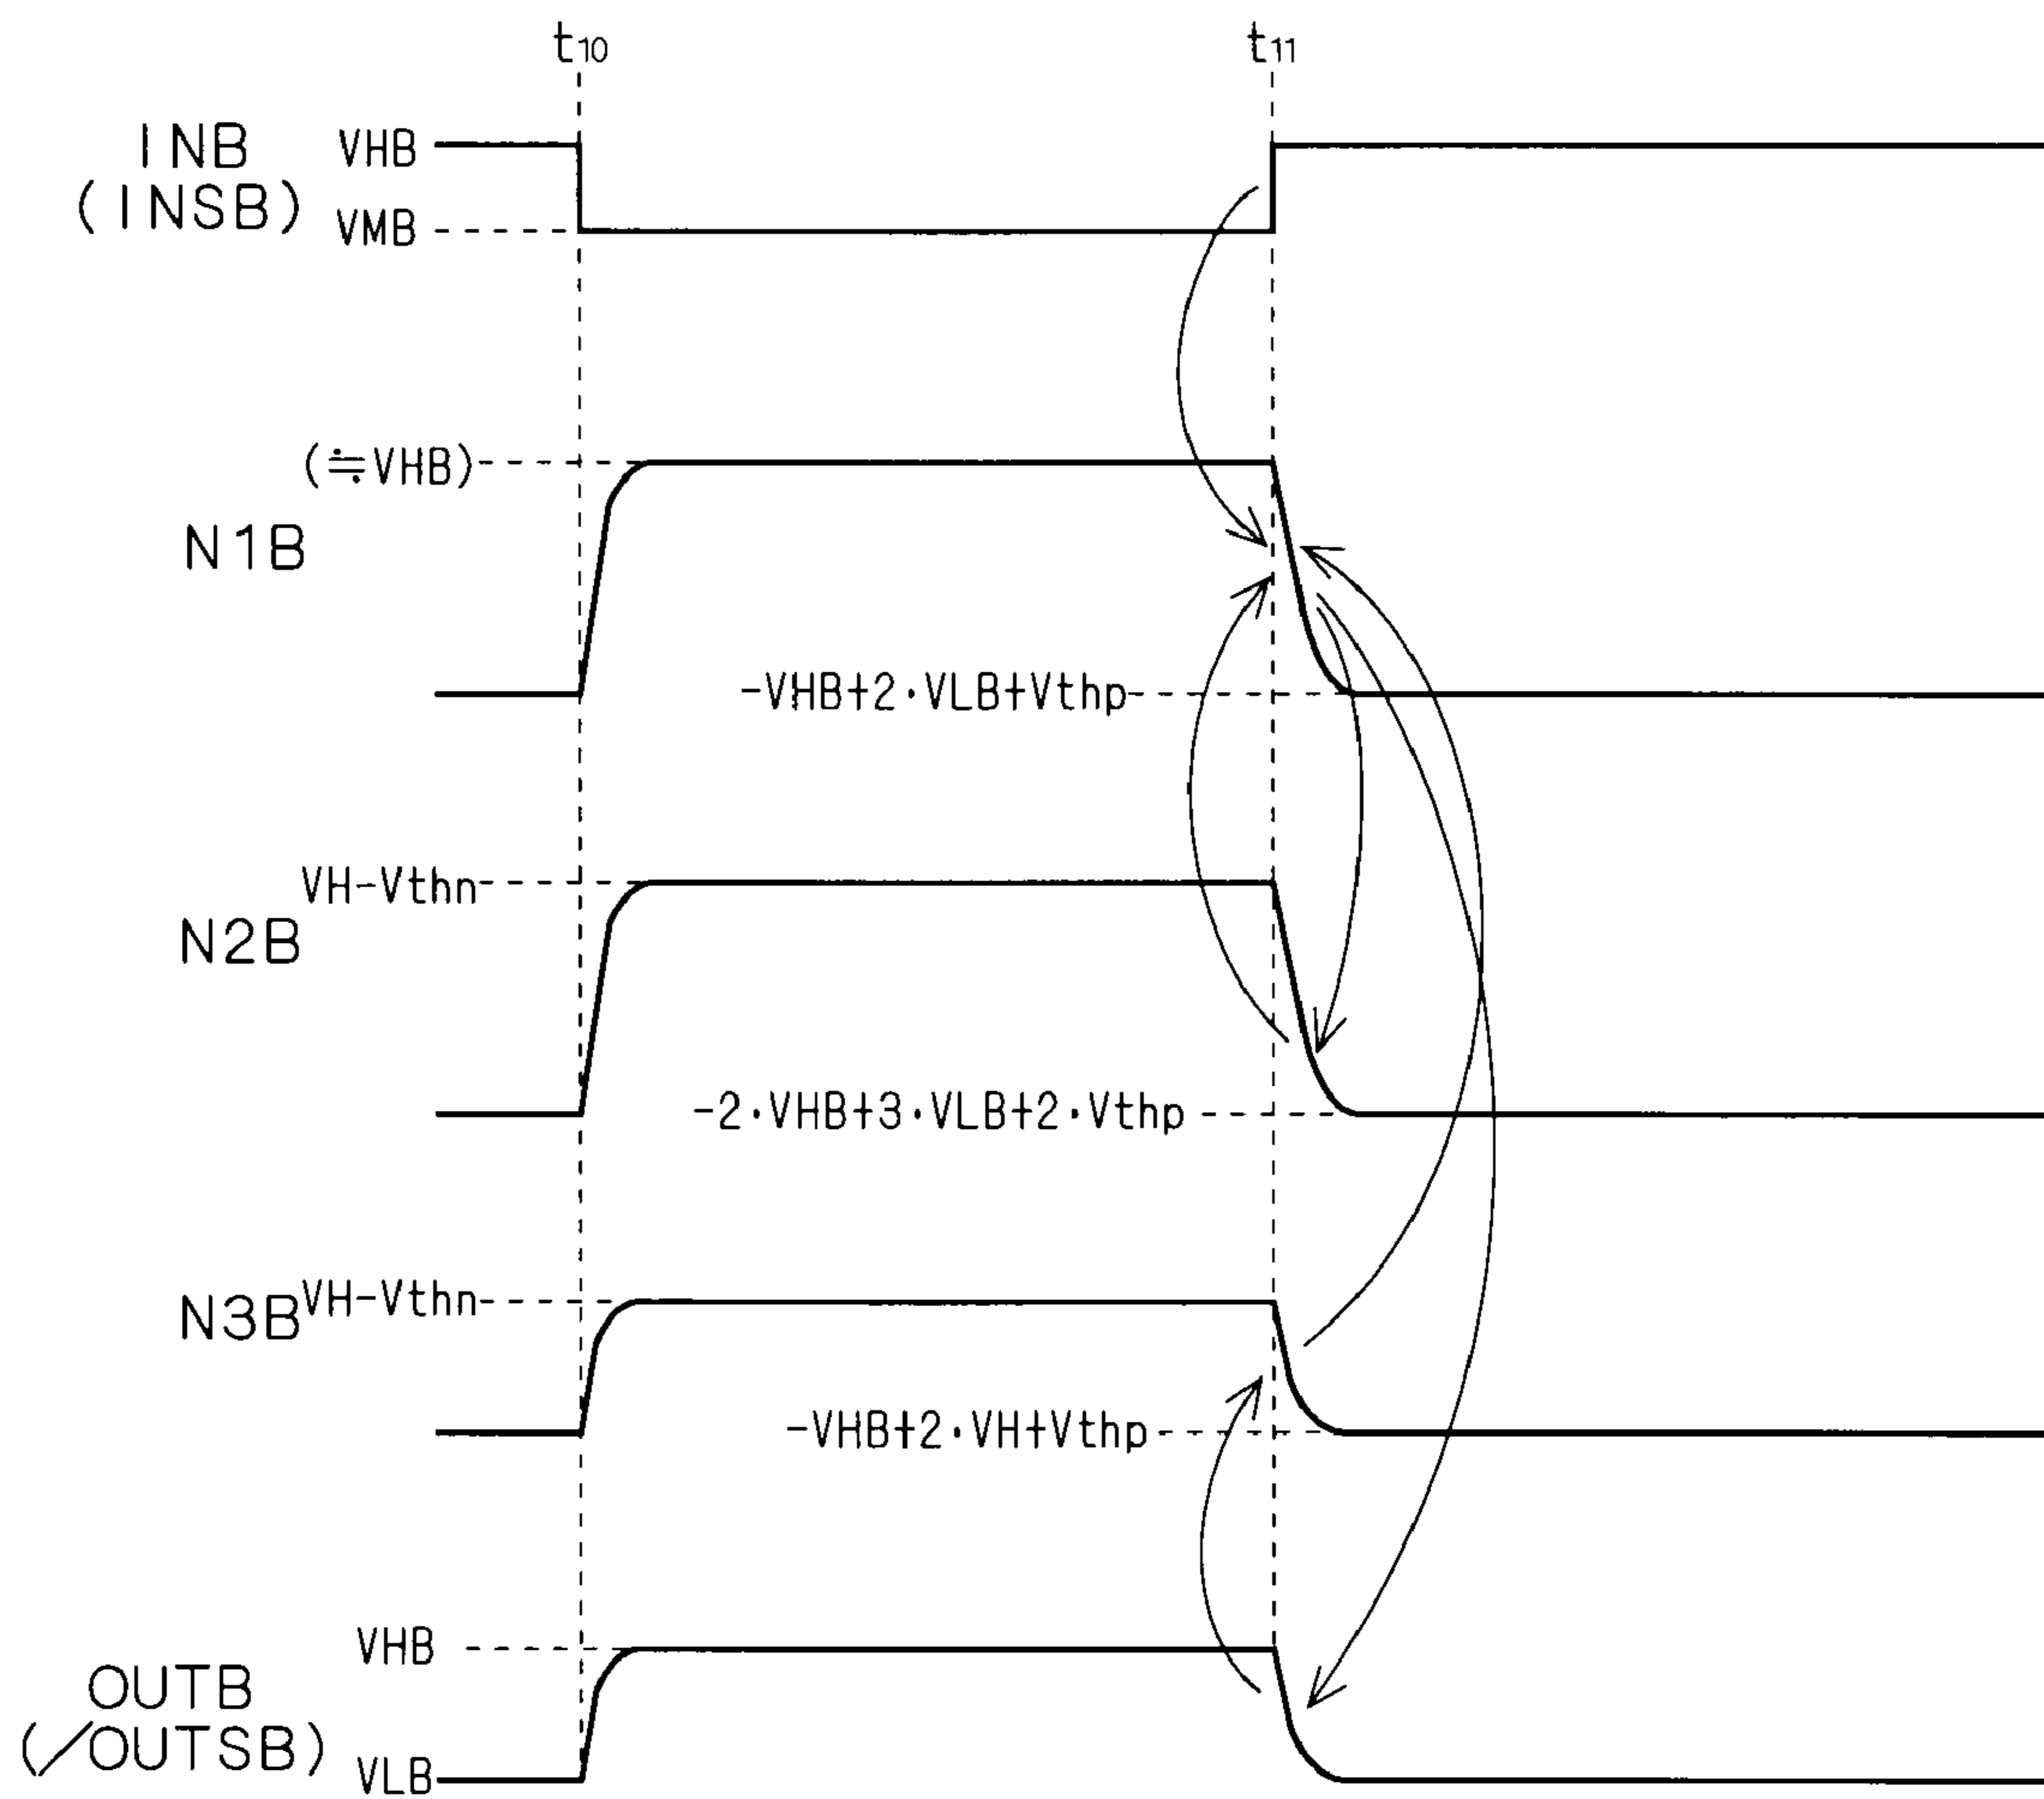 t10 t11
INB VHB
(INSB) VMB
(≒VHB)
N1B
-VHB+2·VLB+Vthp
VH-Vthn
N2B
-2·VHB+3·VLB+2·Vthp
N3B VH-Vthn
-VHB+2·VH+Vthp
VHB
OUTB
(/OUTSB)
VLB